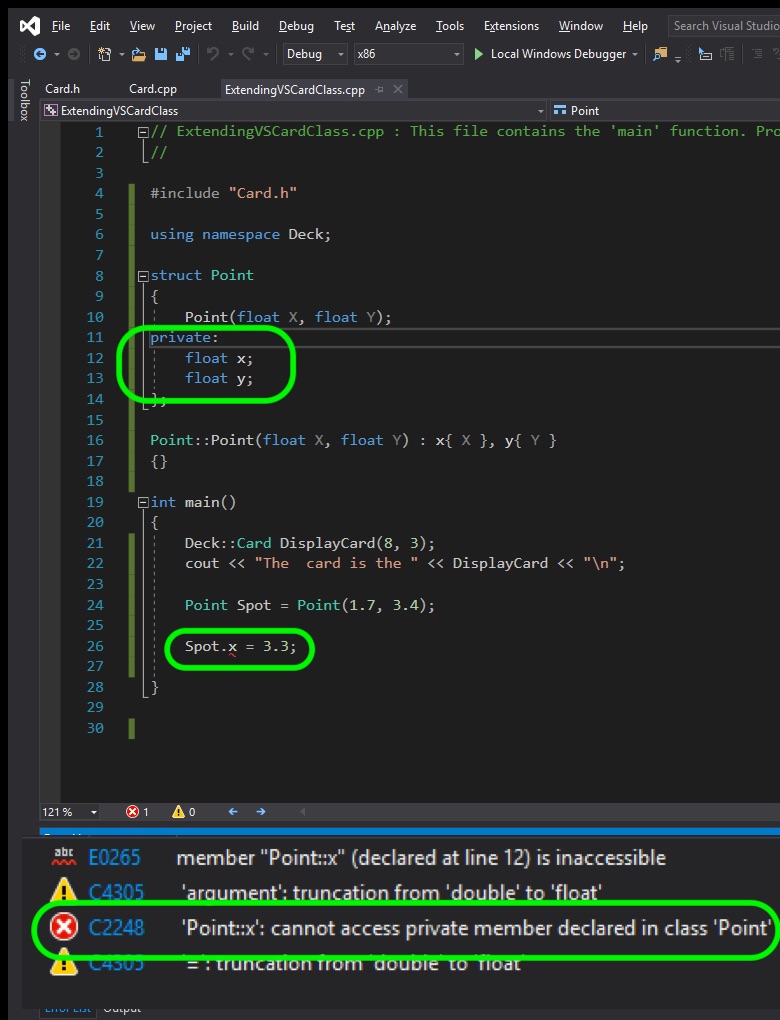 File Edit View Project Build Debug Test Analyze Tools Extensions Window Help Search Visual Studio
Debug x86 Local Windows Debugger
Toolbox
Card.h Card.cpp ExtendingVSCardClass.cpp
ExtendingVSCardClass Point
1 // ExtendingVSCardClass.cpp : This file contains the 'main' function. Pro
2 //
3
4 #include "Card.h"
5
6 using namespace Deck;
7
8 struct Point
9 {
10 Point(float X, float Y);
11 private:
12 float x;
13 float y;
14 };
15
16 Point::Point(float X, float Y) : x{ X }, y{ Y }
17 {}
18
19 int main()
20 {
21 Deck::Card DisplayCard(8, 3);
22 cout << "The  card is the " << DisplayCard << "\n";
23
24 Point Spot = Point(1.7, 3.4);
25
26 Spot.x = 3.3;
27
28 }
29
30
121 % 1 0
abc E0265 member "Point::x" (declared at line 12) is inaccessible
C4305 'argument': truncation from 'double' to 'float'
C2248 'Point::x': cannot access private member declared in class 'Point'
C4305 '=': truncation from 'double' to 'float'
Error List Output